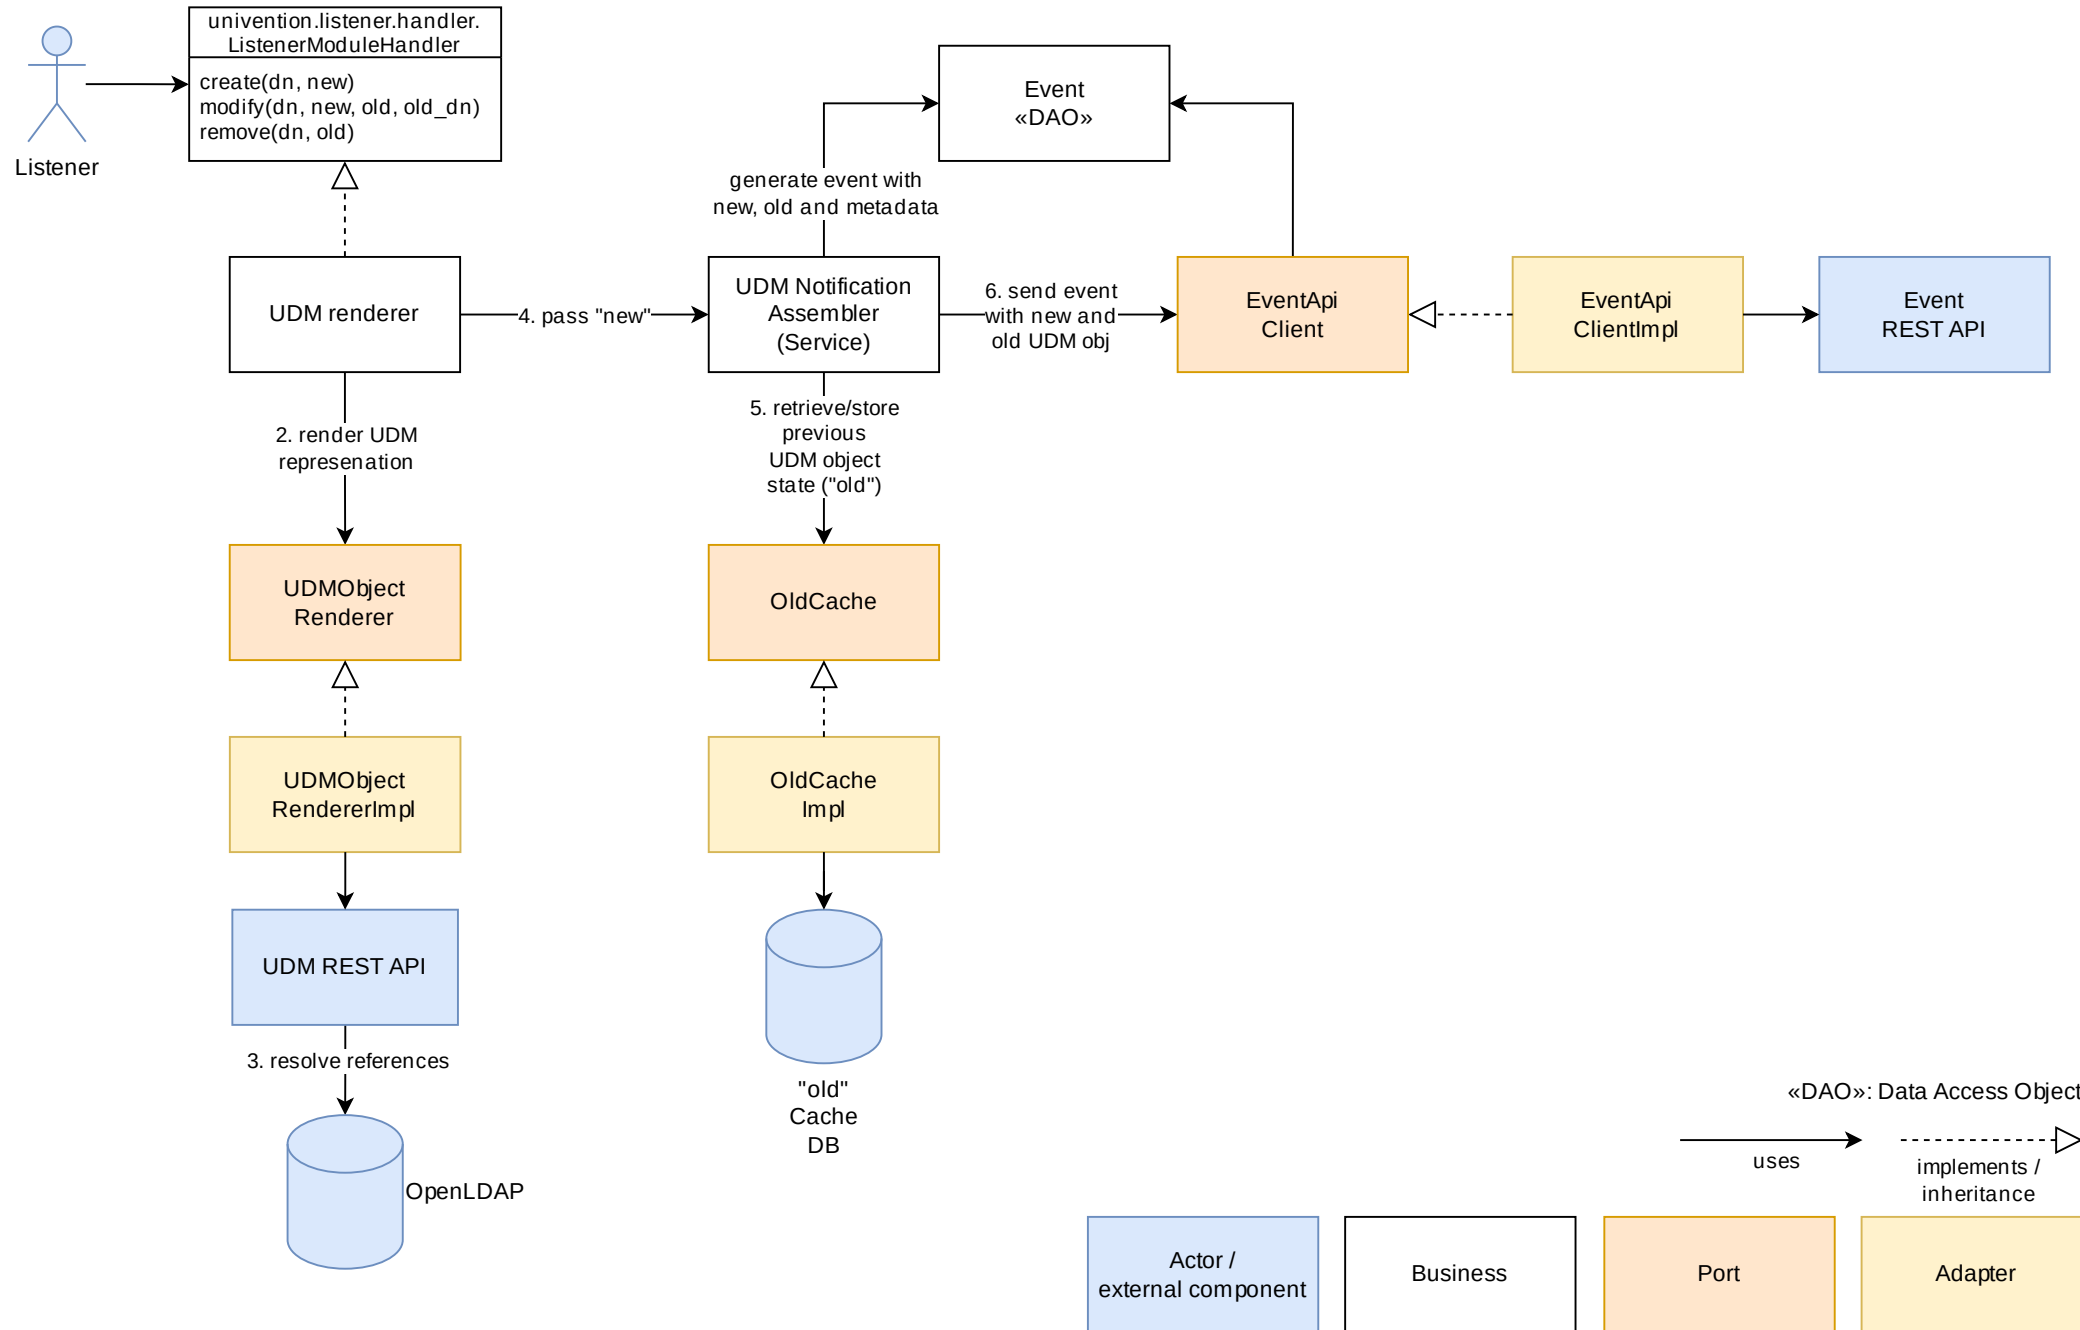 univention.listener.handler.
ListenerModuleHandler
create(dn, new)
modify(dn, new, old, old_dn)
remove(dn, old)
Listener
Event
«DAO»
generate event with
new, old and metadata
UDM renderer
4. pass "new"
UDM Notification
Assembler
(Service)
6. send event
with new and
old UDM obj
EventApi
Client
EventApi
ClientImpl
Event
REST API
2. render UDM
represenation
5. retrieve/store
previous
UDM object
state ("old")
UDMObject
Renderer
OldCache
UDMObject
RendererImpl
OldCache
Impl
UDM REST API
3. resolve references
OpenLDAP
"old"
Cache
DB
«DAO»: Data Access Object
uses
implements /
inheritance
Actor /
external component
Business
Port
Adapter